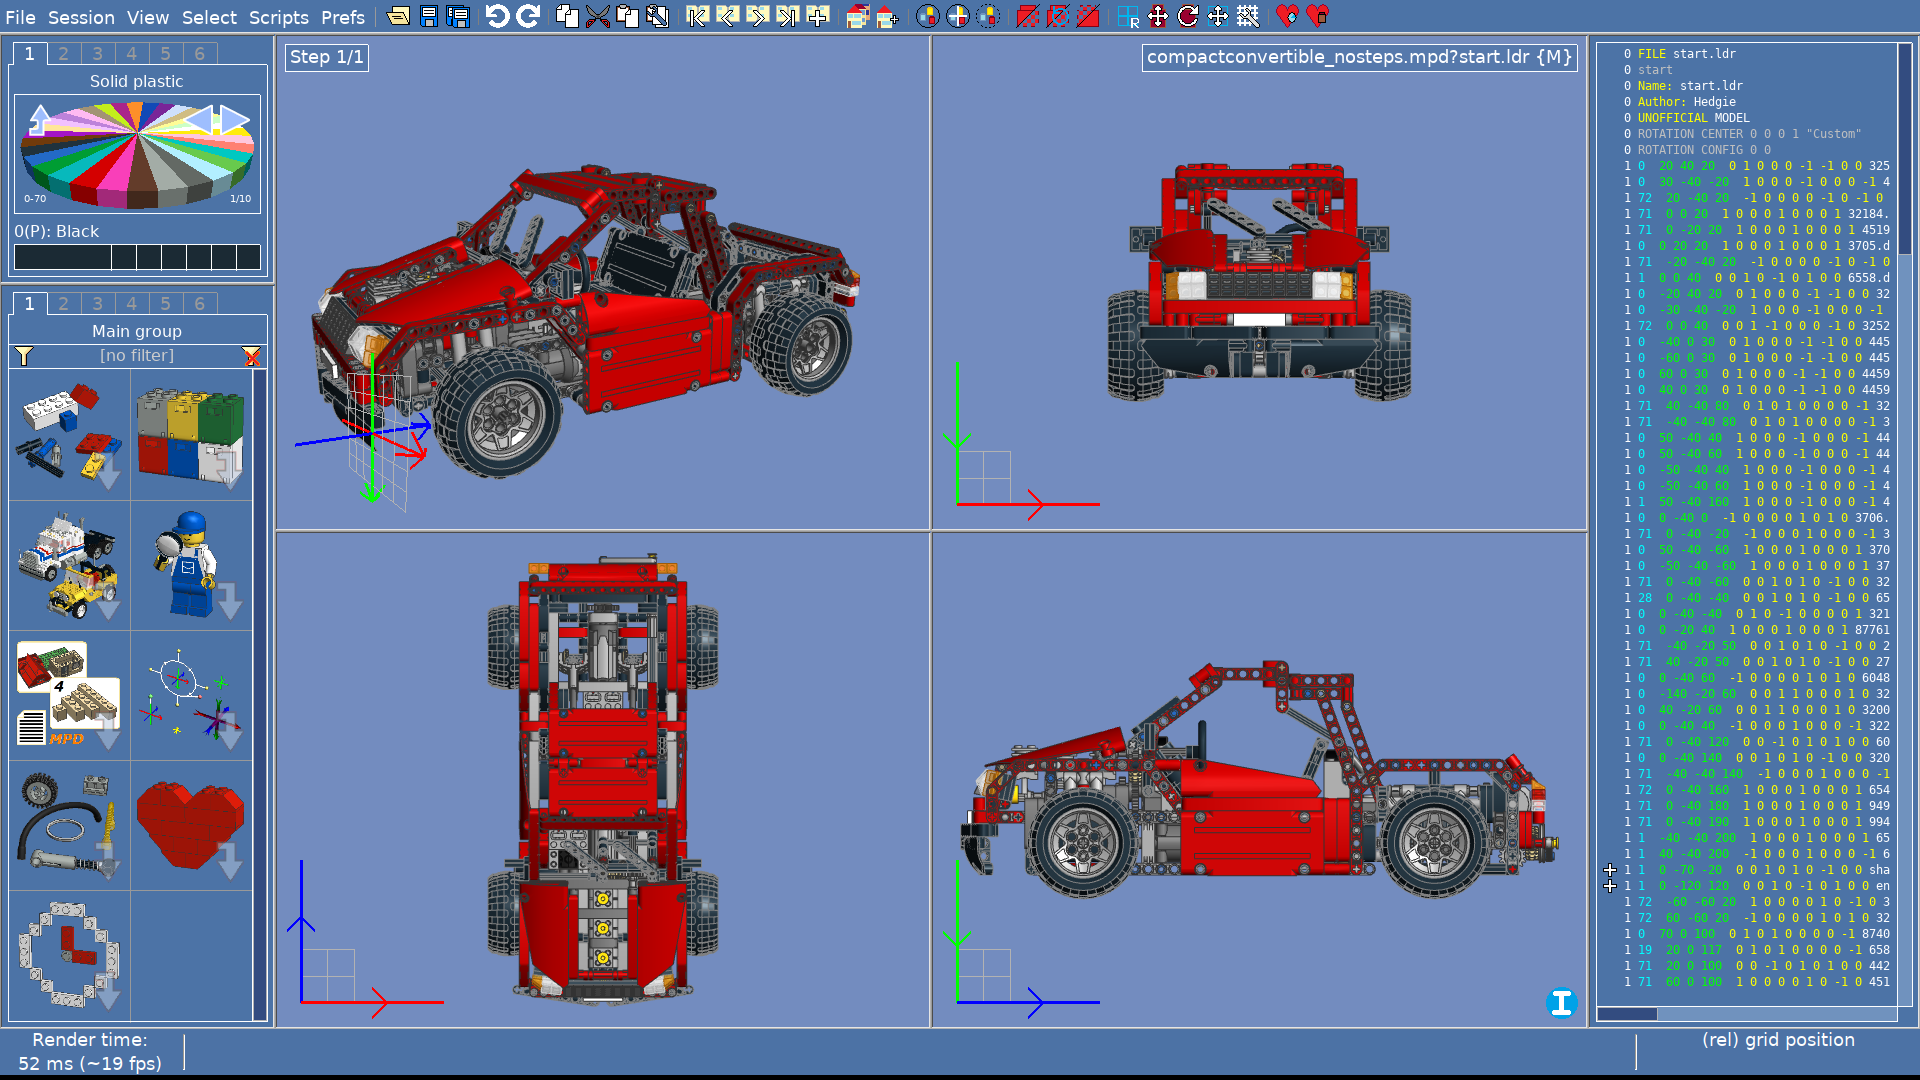 File Session View Select Scripts Prefs
1 2 3 4 5 6
Solid plastic
0-70 1/10
0(P): Black
1 2 3 4 5 6
Main group
[no filter]
4
MPD
Render time:
52 ms (~19 fps)
Step 1/1
compactconvertible_nosteps.mpd?start.ldr {M}
R
I
0 FILE start.ldr
0 start
0 Name: start.ldr
0 Author: Hedgie
0 UNOFFICIAL MODEL
0 ROTATION CENTER 0 0 0 1 "Custom"
0 ROTATION CONFIG 0 0
1 0 20 40 20 0 1 0 0 0 -1 -1 0 0 325
1 0 30 -40 -20 1 0 0 0 -1 0 0 0 -1 4
1 72 20 -40 20 -1 0 0 0 0 -1 0 -1 0
1 71 0 0 20 1 0 0 0 1 0 0 0 1 32184.
1 71 0 -20 20 1 0 0 0 1 0 0 0 1 4519
1 0 0 20 20 1 0 0 0 1 0 0 0 1 3705.d
1 71 -20 -40 20 -1 0 0 0 0 -1 0 -1 0
1 1 0 0 40 0 0 1 0 -1 0 1 0 0 6558.d
1 0 -20 40 20 0 1 0 0 0 -1 -1 0 0 32
1 0 -30 -40 -20 1 0 0 0 -1 0 0 0 -1
1 72 0 0 40 0 0 1 -1 0 0 0 -1 0 3252
1 0 -40 0 30 0 1 0 0 0 -1 -1 0 0 445
1 0 -60 0 30 0 1 0 0 0 -1 -1 0 0 445
1 0 60 0 30 0 1 0 0 0 -1 -1 0 0 4459
1 0 40 0 30 0 1 0 0 0 -1 -1 0 0 4459
1 71 40 -40 80 0 1 0 1 0 0 0 0 -1 32
1 71 -40 -40 80 0 1 0 1 0 0 0 0 -1 3
1 0 50 -40 40 1 0 0 0 -1 0 0 0 -1 44
1 0 50 -40 60 1 0 0 0 -1 0 0 0 -1 44
1 0 -50 -40 40 1 0 0 0 -1 0 0 0 -1 4
1 0 -50 -40 60 1 0 0 0 -1 0 0 0 -1 4
1 1 50 -40 160 1 0 0 0 -1 0 0 0 -1 4
1 0 0 -40 0 -1 0 0 0 0 1 0 1 0 3706.
1 71 0 -40 -20 -1 0 0 0 1 0 0 0 -1 3
1 0 50 -40 -60 1 0 0 0 1 0 0 0 1 370
1 0 -50 -40 -60 1 0 0 0 1 0 0 0 1 37
1 71 0 -40 -60 0 0 1 0 1 0 -1 0 0 32
1 28 0 -40 -40 0 0 1 0 1 0 -1 0 0 65
1 0 0 -40 -40 0 1 0 -1 0 0 0 0 1 321
1 0 0 -20 40 1 0 0 0 1 0 0 0 1 87761
1 71 -40 -20 50 0 0 1 0 1 0 -1 0 0 2
1 71 40 -20 50 0 0 1 0 1 0 -1 0 0 27
1 0 0 -40 60 -1 0 0 0 0 1 0 1 0 6048
1 0 -140 -20 60 0 0 1 1 0 0 0 1 0 32
1 0 40 -20 60 0 0 1 1 0 0 0 1 0 3200
1 0 0 -40 40 -1 0 0 0 1 0 0 0 -1 322
1 71 0 -40 120 0 0 -1 0 1 0 1 0 0 60
1 0 0 -40 140 0 0 1 0 1 0 -1 0 0 320
1 71 -40 -40 140 -1 0 0 0 1 0 0 0 -1
1 72 0 -40 160 1 0 0 0 1 0 0 0 1 654
1 71 0 -40 180 1 0 0 0 1 0 0 0 1 949
1 71 0 -40 190 1 0 0 0 1 0 0 0 1 994
1 1 -40 -40 200 1 0 0 0 1 0 0 0 1 65
1 1 40 -40 200 -1 0 0 0 1 0 0 0 -1 6
1 1 0 -70 -20 0 0 1 0 1 0 -1 0 0 sha
1 1 0 -120 120 0 0 1 0 -1 0 1 0 0 en
1 72 -60 -60 20 1 0 0 0 0 1 0 -1 0 3
1 72 60 -60 20 -1 0 0 0 0 1 0 1 0 32
1 0 70 0 100 0 1 0 1 0 0 0 0 -1 8740
1 19 20 0 117 0 1 0 1 0 0 0 0 -1 658
1 71 20 0 100 0 0 -1 0 1 0 1 0 0 442
1 71 60 0 100 1 0 0 0 0 1 0 -1 0 451
(rel) grid position